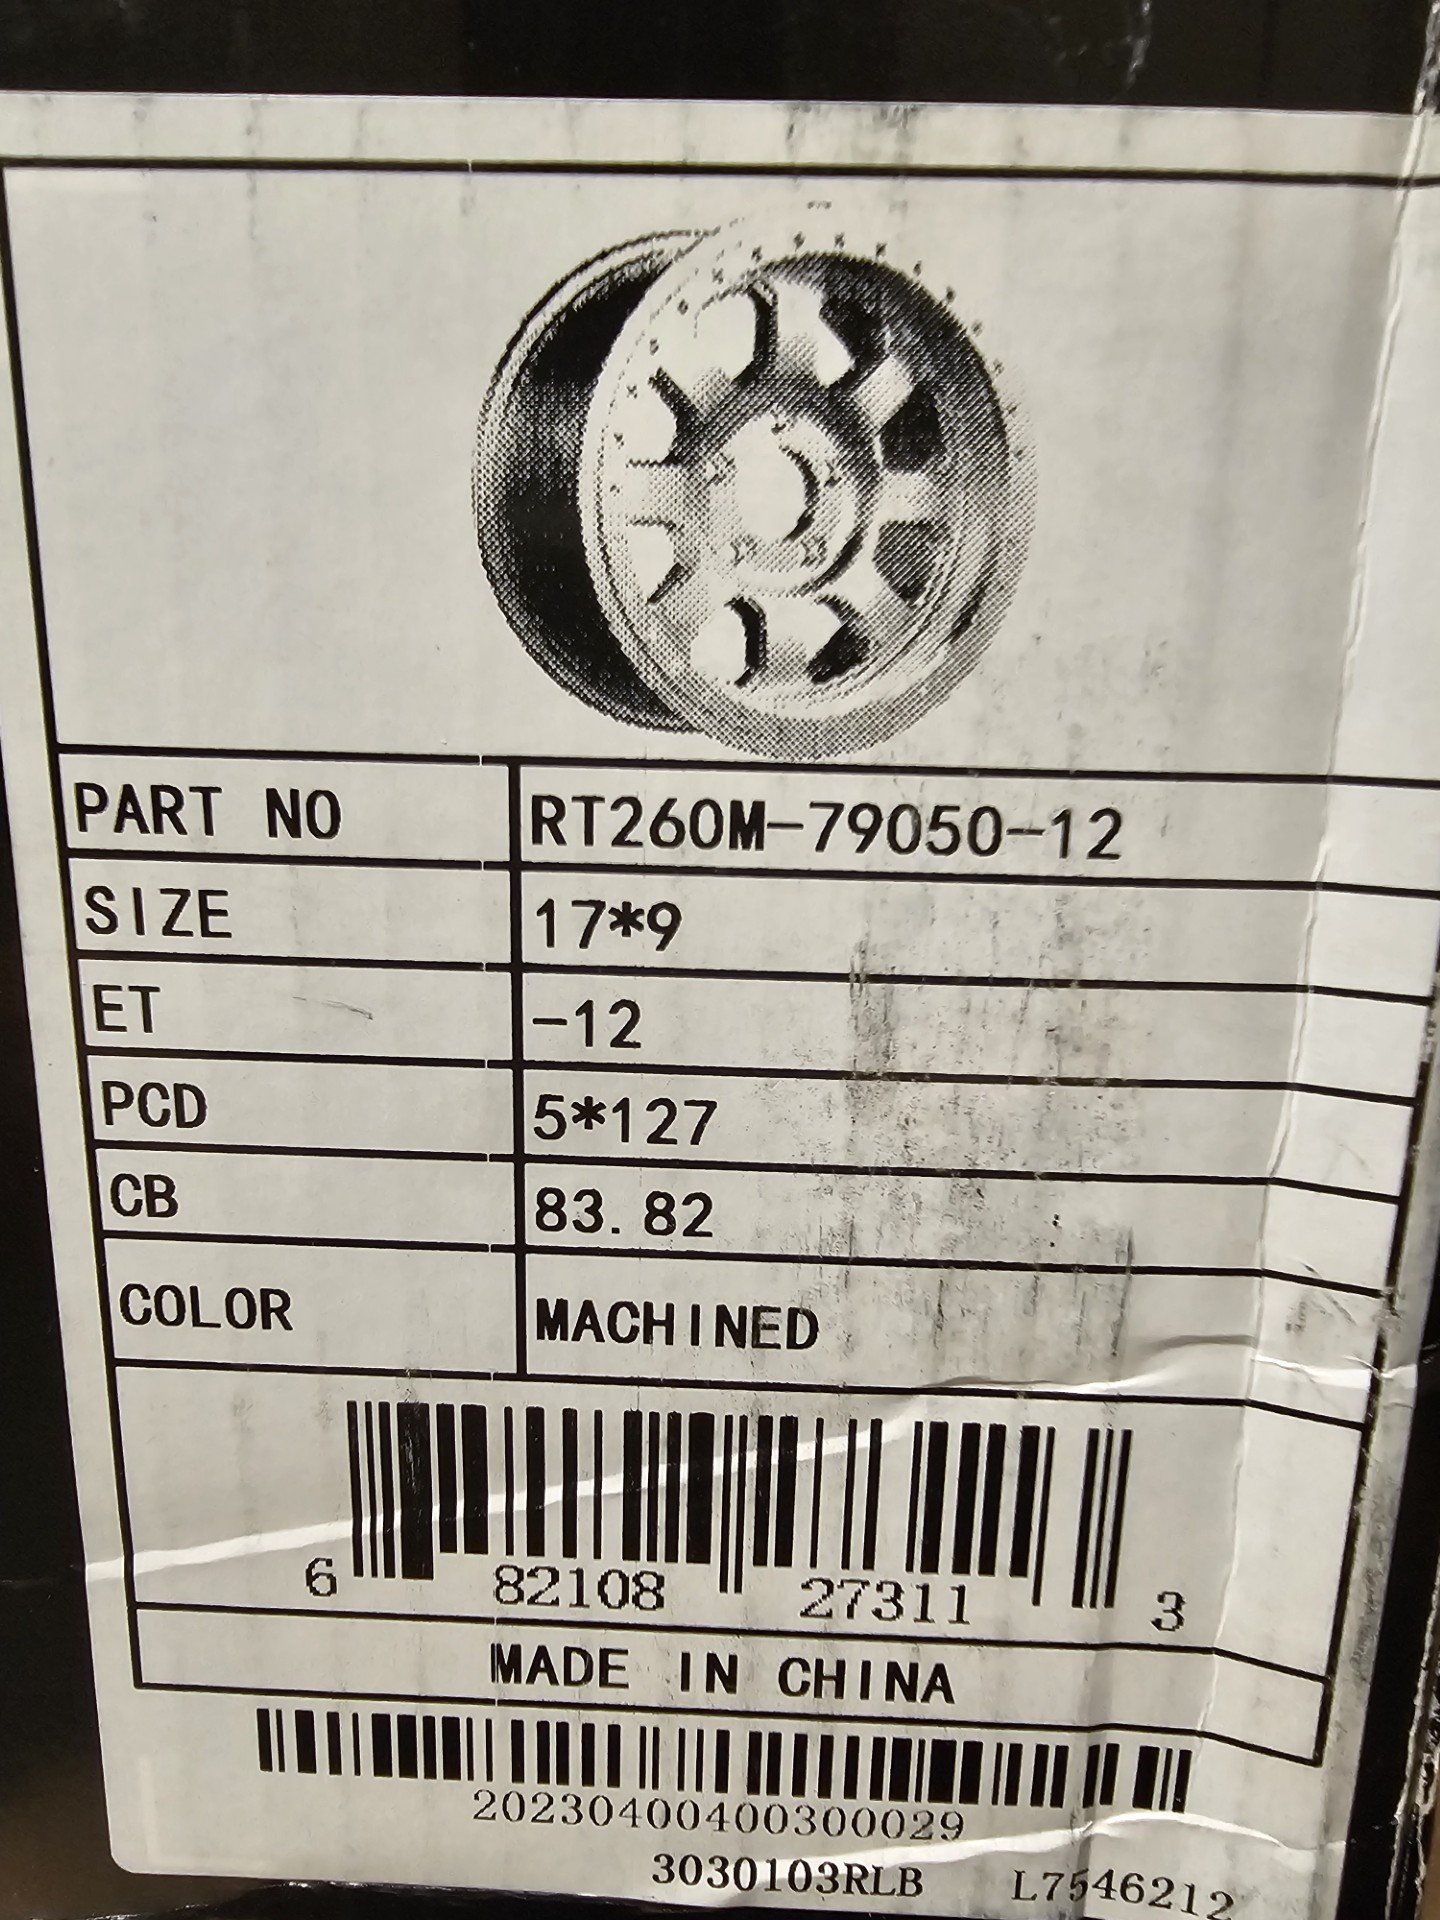 PART NO RT260M-79050-12
SIZE 17*9
ET -12
PCD 5*127
CB 83.82
COLOR MACHINED
6 82108 27311 3
MADE IN CHINA
20230400400300029
3030103RLB L7546212